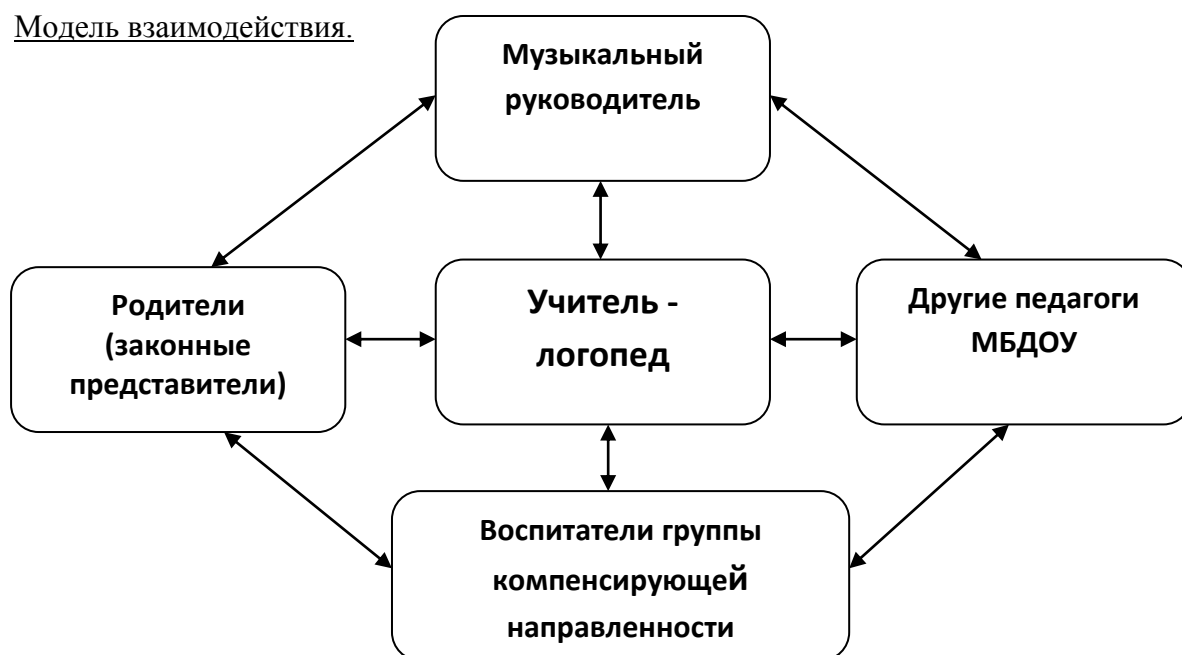 Модель взаимодействия.
Музыкальный
руководитель
Родители
(законные
представители)
Учитель -
логопед
Другие педагоги
МБДОУ
Воспитатели группы
компенсирующей
направленности